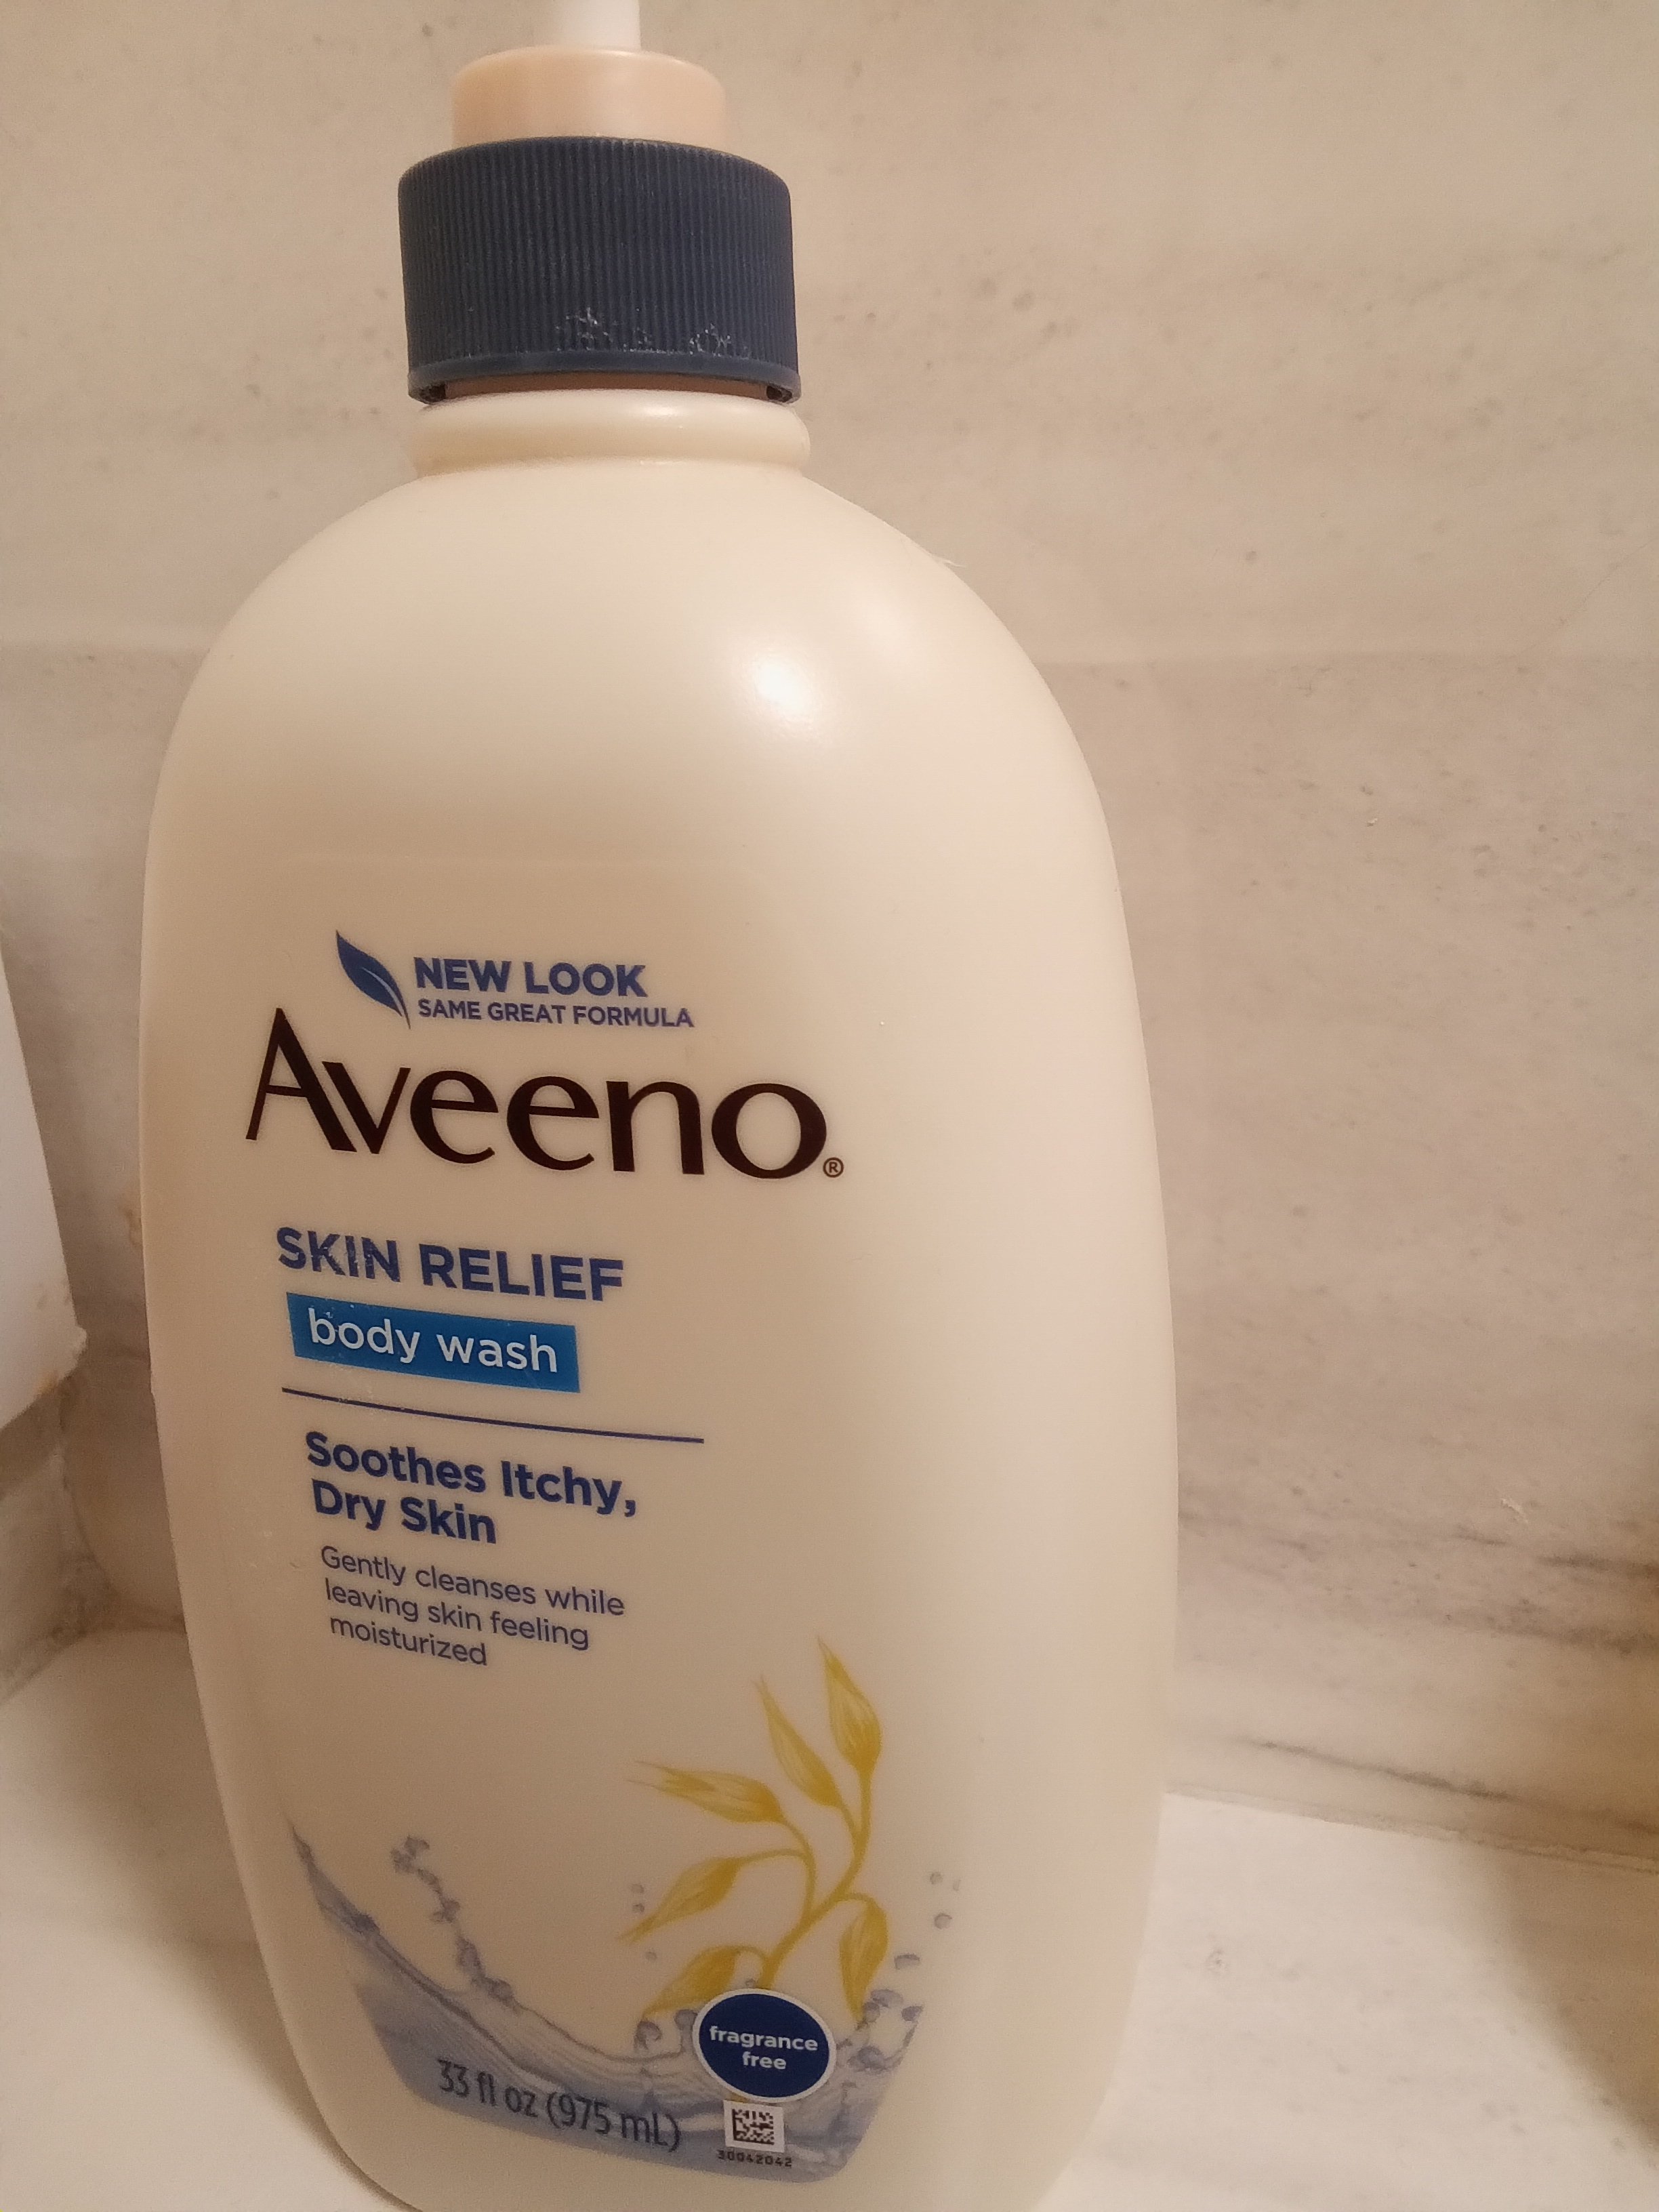 NEW LOOK
SAME GREAT FORMULA
Aveeno®
SKIN RELIEF
body wash
Soothes Itchy,
Dry Skin
Gently cleanses while
leaving skin feeling
moisturized
fragrance
free
33 fl oz (975 mL)
30042042